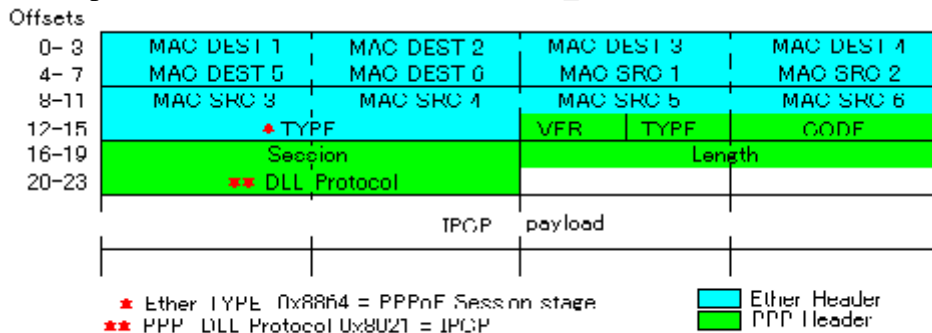 Offsets
0- 3 MAC DEST 1 MAC DEST 2 MAC DEST 3 MAC DEST 4
4- 7 MAC DEST 5 MAC DEST 6 MAC SRC 1 MAC SRC 2
8-11 MAC SRC 3 MAC SRC 4 MAC SRC 5 MAC SRC 6
12-15 * TYPE VER TYPE CODE
16-19 Session Length
20-23 ** DLL Protocol
IPCP payload
* Ether TYPE 0x8864 = PPPoE Session stage Ether Header
** PPP DLL Protocol 0x8021 = IPCP PPP Header